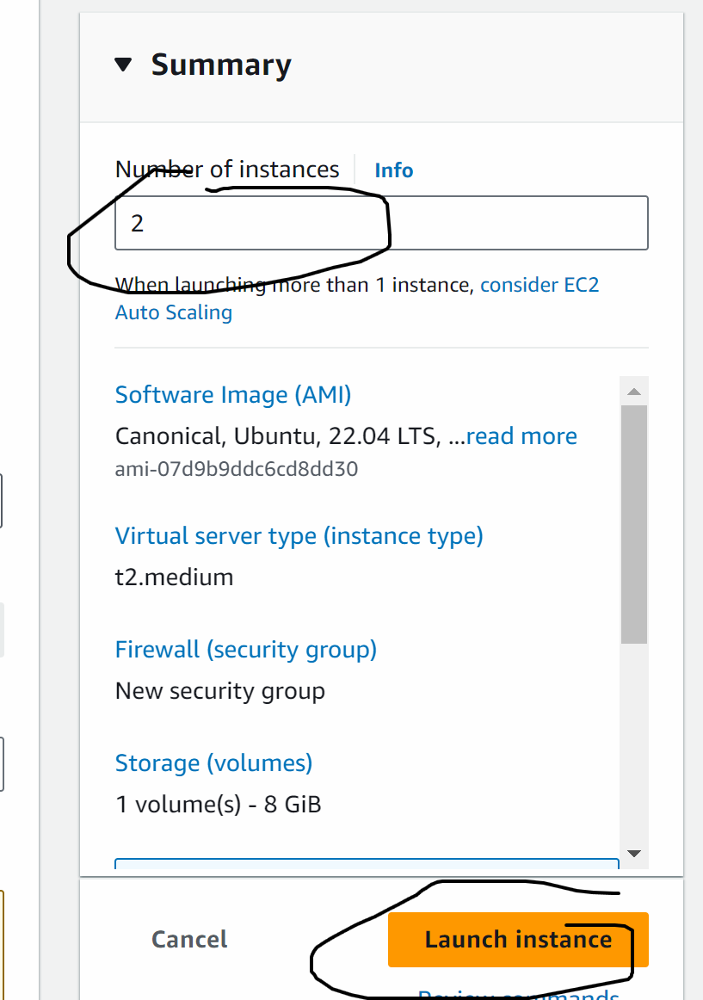 Summary
Number of instances Info
2
When launching more than 1 instance, consider EC2
Auto Scaling
Software Image (AMI)
Canonical, Ubuntu, 22.04 LTS, ...read more
ami-07d9b9ddc6cd8dd30
Virtual server type (instance type)
t2.medium
Firewall (security group)
New security group
Storage (volumes)
1 volume(s) - 8 GiB
Cancel
Launch instance
Review commands